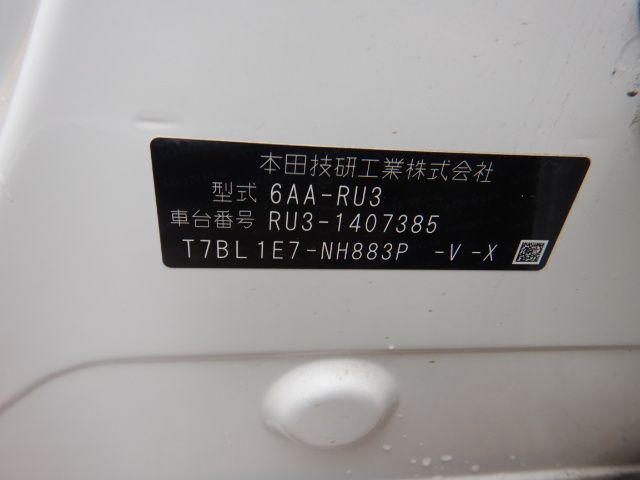 本田技研工業株式会社
型式 6AA-RU3
車台番号 RU3-1407385
T7BL1E7-NH883P -V-X